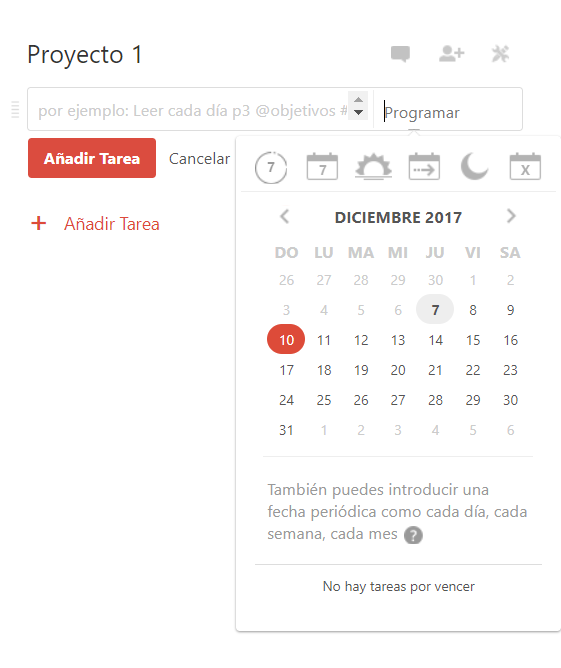 Proyecto 1
por ejemplo: Leer cada día p3 @objetivos #
Programar
Añadir Tarea Cancelar
+ Añadir Tarea
7 7 X
DICIEMBRE 2017
DO LU MA MI JU VI SA
26 27 28 29 30 1 2
3 4 5 6 7 8 9
10 11 12 13 14 15 16
17 18 19 20 21 22 23
24 25 26 27 28 29 30
31 1 2 3 4 5 6
También puedes introducir una
fecha periódica como cada día, cada
semana, cada mes ?
No hay tareas por vencer